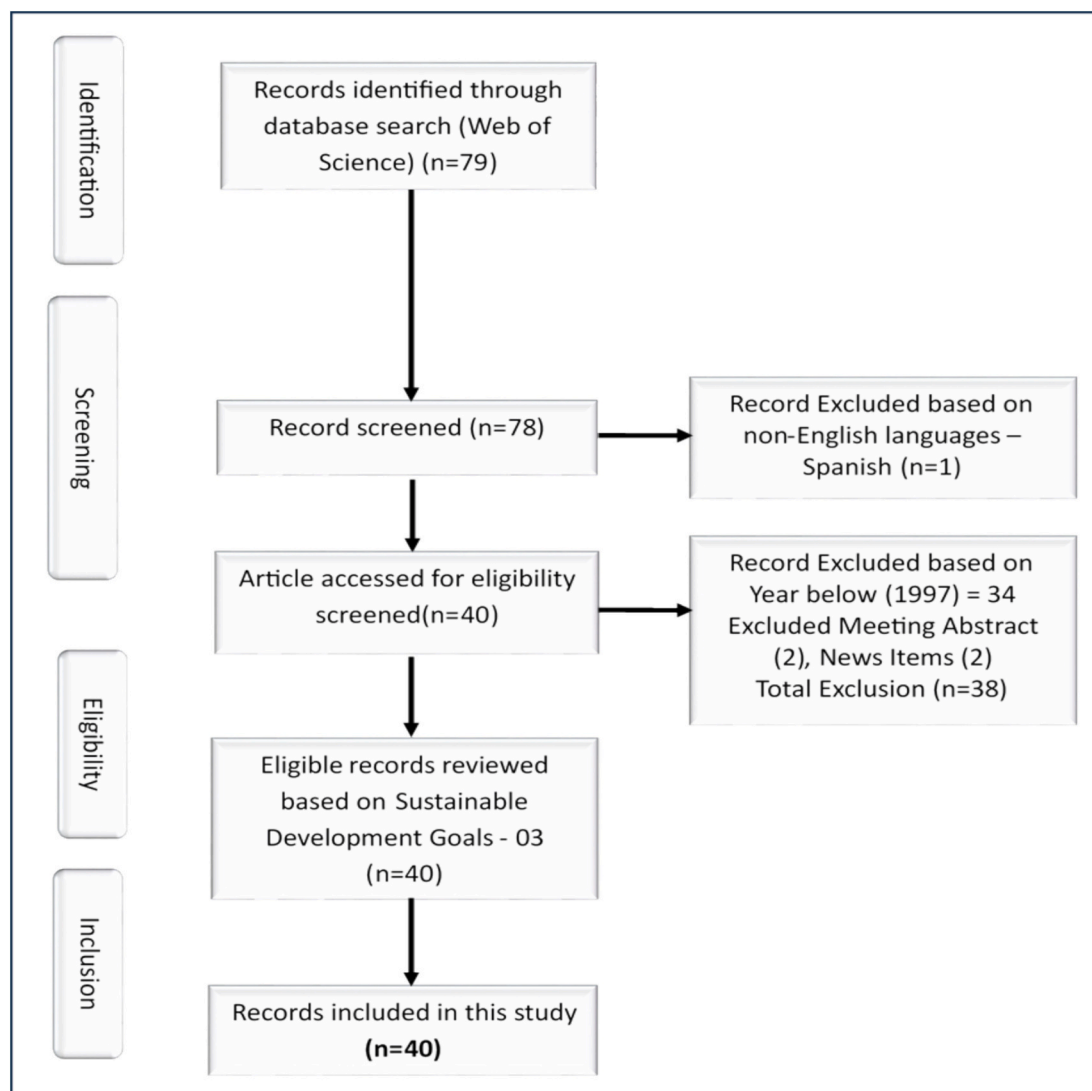 Identification
Records identified through
database search (Web of
Science) (n=79)
Screening
Record screened (n=78)
Record Excluded based on
non-English languages –
Spanish (n=1)
Article accessed for eligibility
screened(n=40)
Record Excluded based on
Year below (1997) = 34
Excluded Meeting Abstract
(2), News Items (2)
Total Exclusion (n=38)
Eligibility
Eligible records reviewed
based on Sustainable
Development Goals - 03
(n=40)
Inclusion
Records included in this study
(n=40)